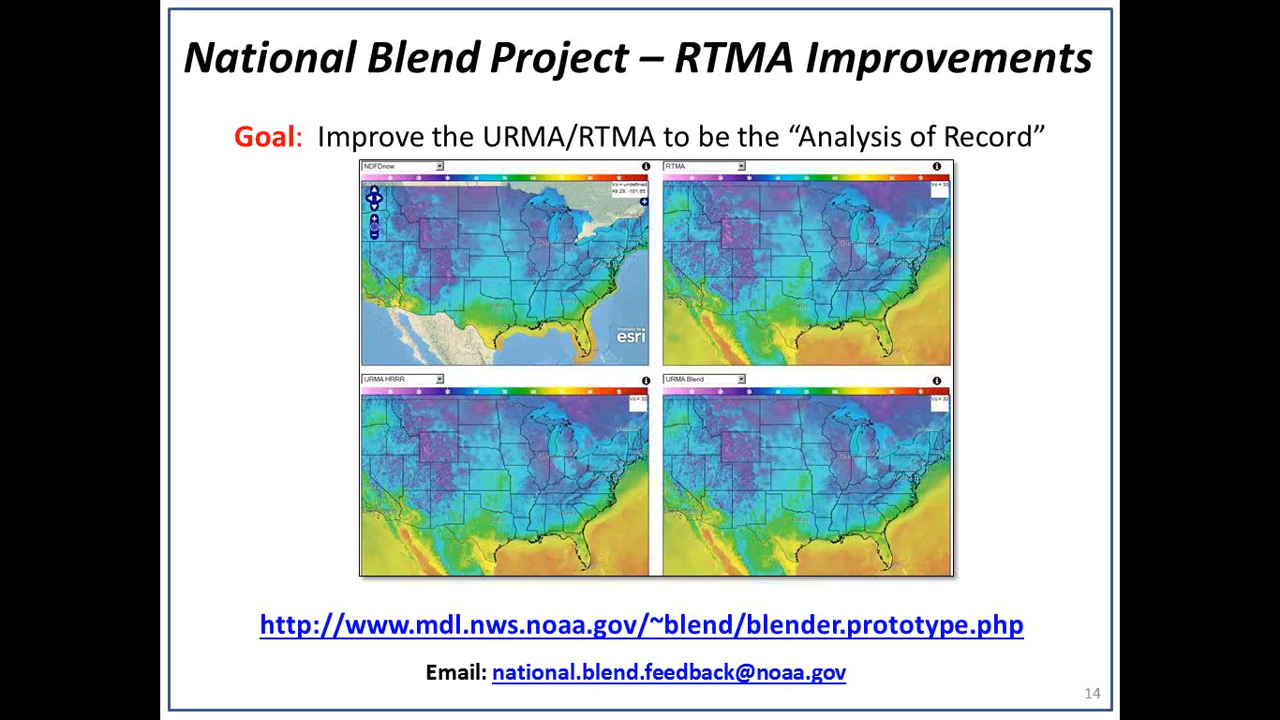 National Blend Project – RTMA Improvements
Goal: Improve the URMA/RTMA to be the “Analysis of Record”
NDFDnow
RTMA
POWERED BY
esri
URMA HRRR
URMA Blend
http://www.mdl.nws.noaa.gov/~blend/blender.prototype.php
Email: national.blend.feedback@noaa.gov
14